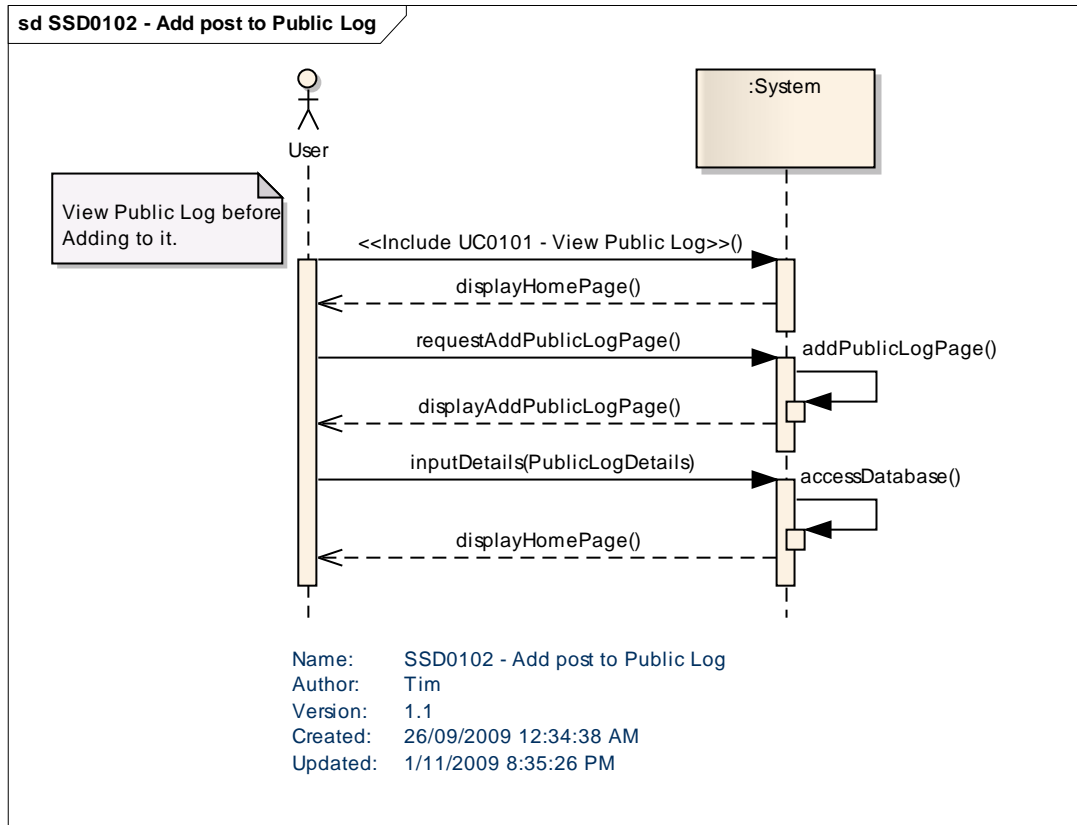 sd SSD0102 - Add post to Public Log
:System
User
View Public Log before
Adding to it.
<<Include UC0101 - View Public Log>>()
displayHomePage()
requestAddPublicLogPage()
addPublicLogPage()
displayAddPublicLogPage()
inputDetails(PublicLogDetails)
accessDatabase()
displayHomePage()
Name: SSD0102 - Add post to Public Log
Author: Tim
Version: 1.1
Created: 26/09/2009 12:34:38 AM
Updated: 1/11/2009 8:35:26 PM